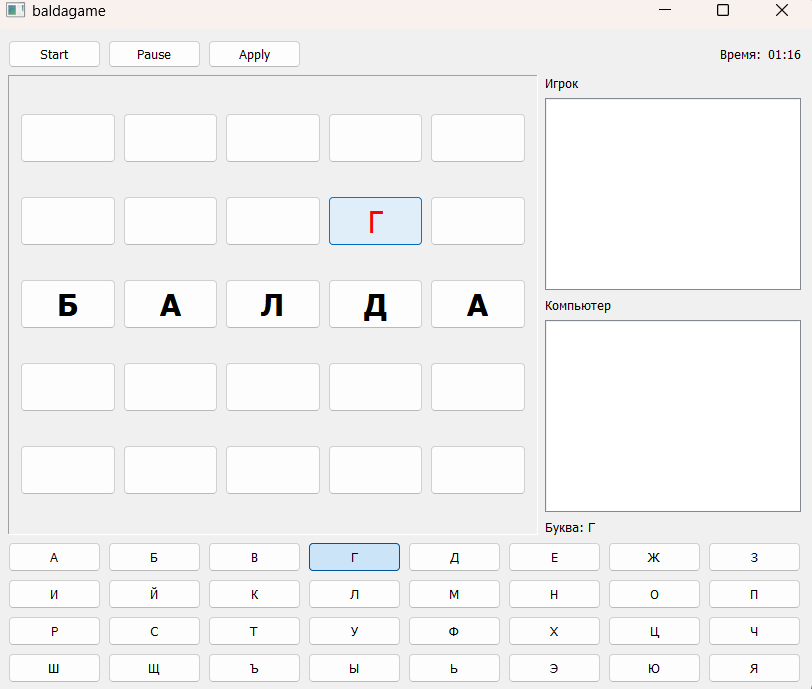 baldagame
Start Pause Apply Время: 01:16
Игрок
Г
Б А Л Д А
Компьютер
Буква: Г
А Б В Г Д Е Ж З
И Й К Л М Н О П
Р С Т У Ф Х Ц Ч
Ш Щ Ъ Ы Ь Э Ю Я